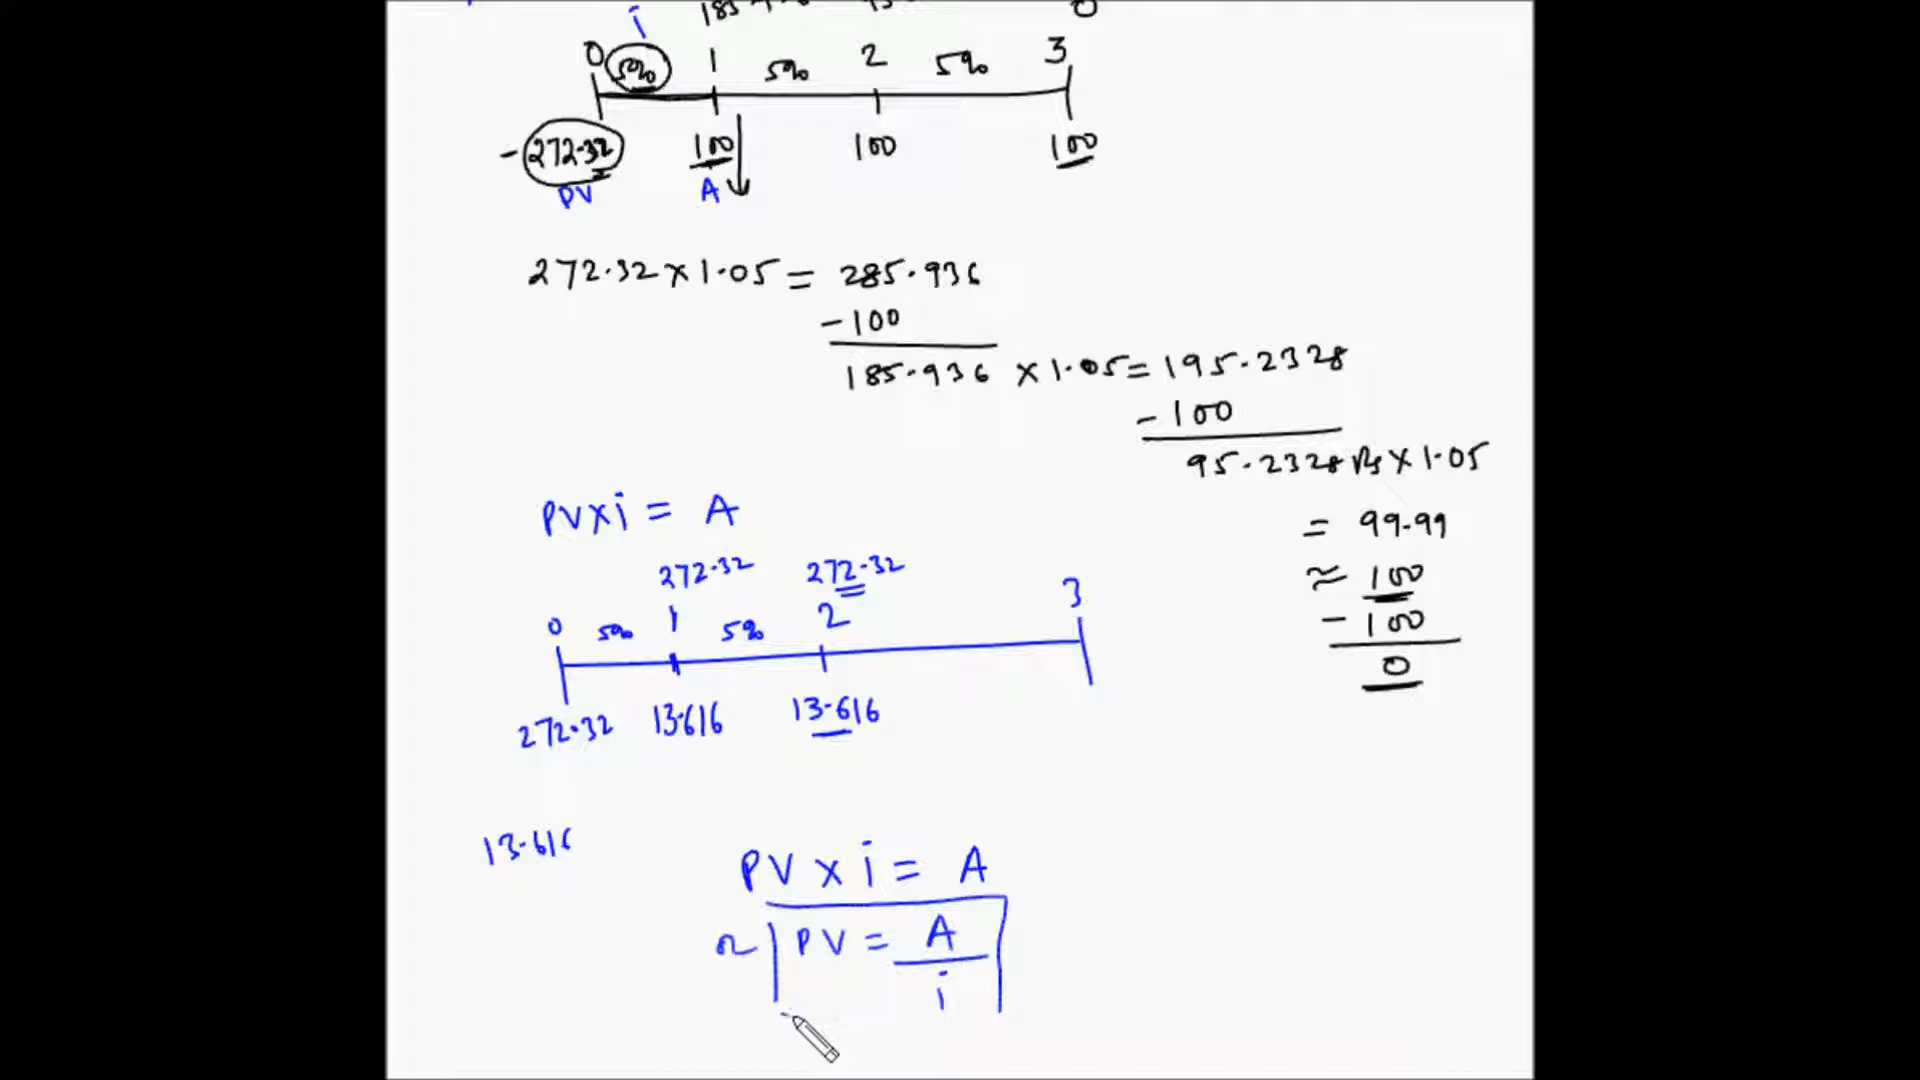 i
0 5% 1 5% 2 5% 3
-272.32 100 100 100
PV A
272.32 x 1.05 = 285.936
-100
185.936 x 1.05 = 195.2328
-100
95.2328 Rs x 1.05
= 99.99
≈ 100
- 100
0
PV x i = A
272.32 272.32
0 5% 1 5% 2 3
272.32 13.616 13.616
13.616
PV x i = A
PV = A
i